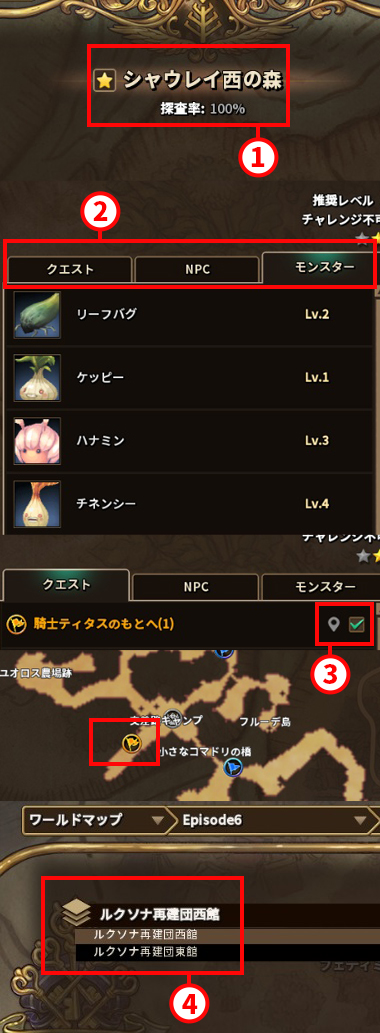 シャウレイ西の森
探査率: 100%
1
推奨レベル
チャレンジ不可
2
クエスト NPC モンスター
リーフバグ Lv.2
ケッピー Lv.1
ハナミン Lv.3
チネンシー Lv.4
チャレンジ不可
クエスト NPC モンスター
騎士ティタスのもとへ(1)
3
ユオロス農場跡
キャンプ
フルーデ島
小さなコマドリの橋
ワールドマップ Episode6
ルクソナ再建団西館
ルクソナ再建団西館
ルクソナ再建団東館
フェディミ
4